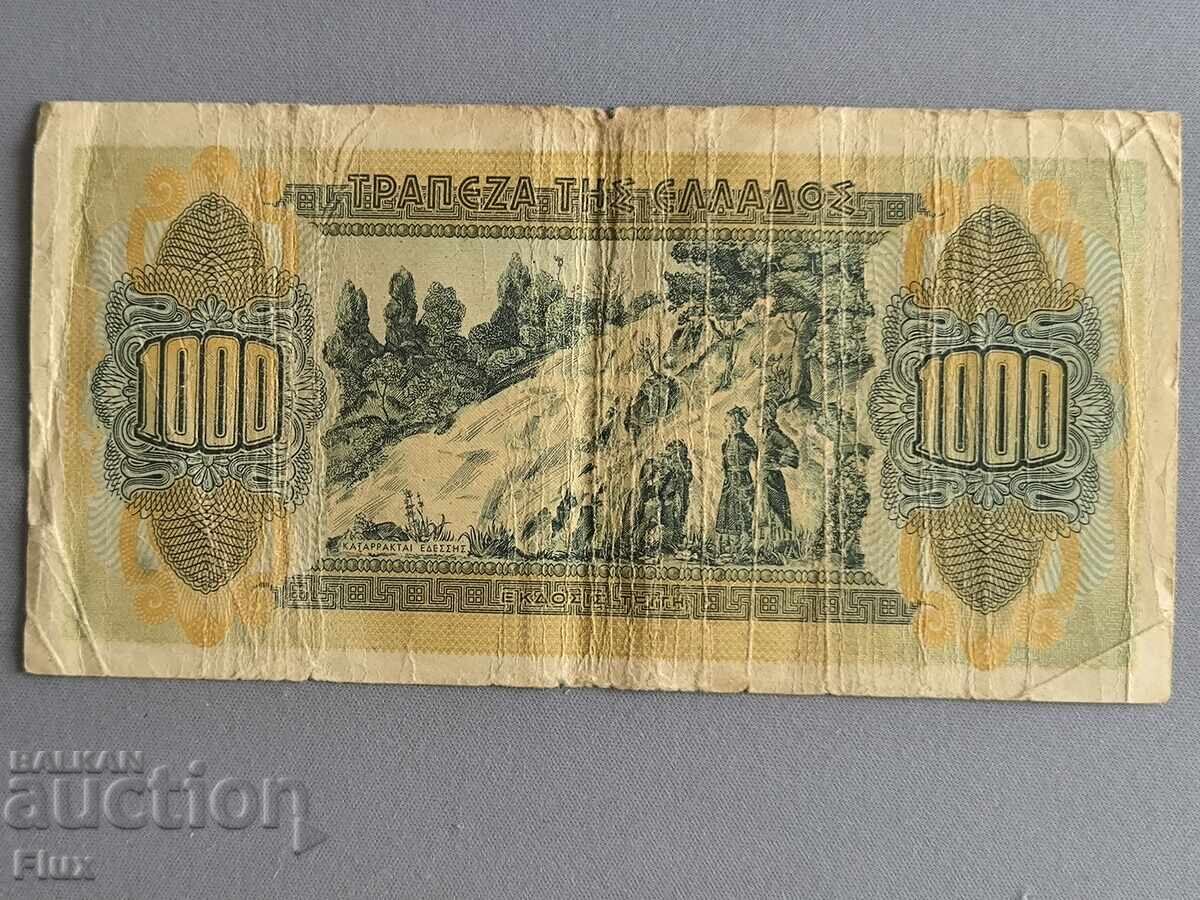 ΤΡΑΠΕΖΑ ΤΗΣ ΕΛΛΑΔΟΣ
1000
1000
ΚΑΤΑΡΡΑΚΤΑΙ ΕΔΕΣΣΗΣ
ΕΚΔΟΣΙΣ
BALKAN
auction
Flux